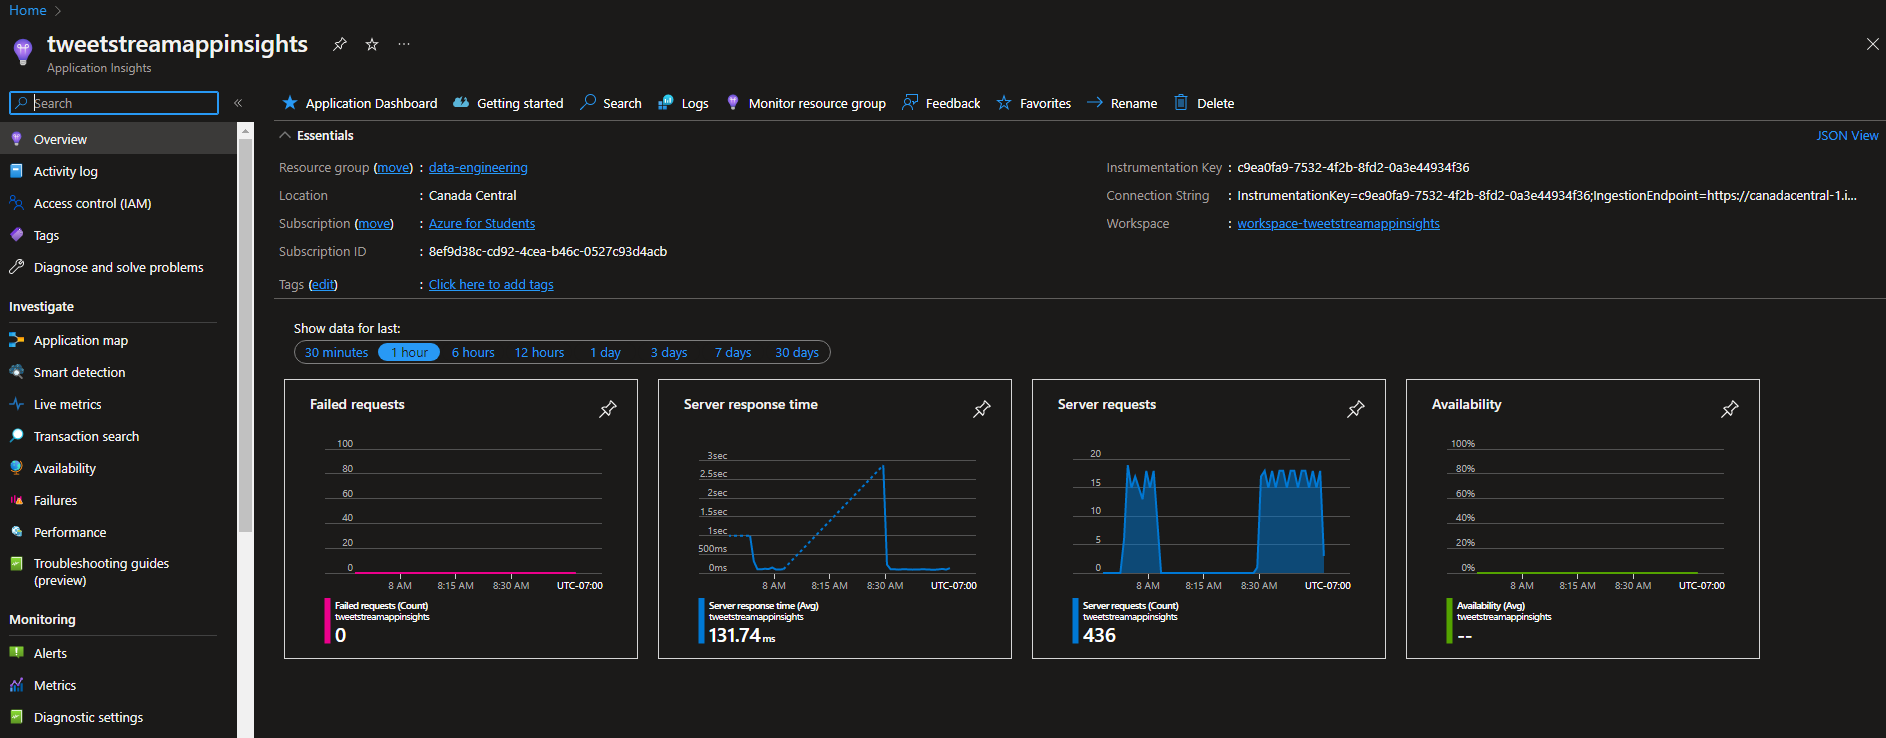 Home
tweetstreamappinsights
Application Insights
Search
Overview
Activity log
Access control (IAM)
Tags
Diagnose and solve problems
Investigate
Application map
Smart detection
Live metrics
Transaction search
Availability
Failures
Performance
Troubleshooting guides
(preview)
Monitoring
Alerts
Metrics
Diagnostic settings
Application Dashboard Getting started Search Logs Monitor resource group Feedback Favorites Rename Delete
Essentials
JSON View
Resource group (move) : data-engineering
Location : Canada Central
Subscription (move) : Azure for Students
Subscription ID : 8ef9d38c-cd92-4cea-b46c-0527c93d4acb
Tags (edit) : Click here to add tags
Instrumentation Key : c9ea0fa9-7532-4f2b-8fd2-0a3e44934f36
Connection String : InstrumentationKey=c9ea0fa9-7532-4f2b-8fd2-0a3e44934f36;IngestionEndpoint=https://canadacentral-1.i...
Workspace : workspace-tweetstreamappinsights
Show data for last:
30 minutes 1 hour 6 hours 12 hours 1 day 3 days 7 days 30 days
Failed requests
100
80
60
40
20
0
8 AM 8:15 AM 8:30 AM UTC-07:00
Failed requests (Count)
tweetstreamappinsights
0
Server response time
3sec
2.5sec
2sec
1.5sec
1sec
500ms
0ms
8 AM 8:15 AM 8:30 AM UTC-07:00
Server response time (Avg)
tweetstreamappinsights
131.74 ms
Server requests
20
15
10
5
0
8 AM 8:15 AM 8:30 AM UTC-07:00
Server requests (Count)
tweetstreamappinsights
436
Availability
100%
80%
60%
40%
20%
0%
8 AM 8:15 AM 8:30 AM UTC-07:00
Availability (Avg)
tweetstreamappinsights
--